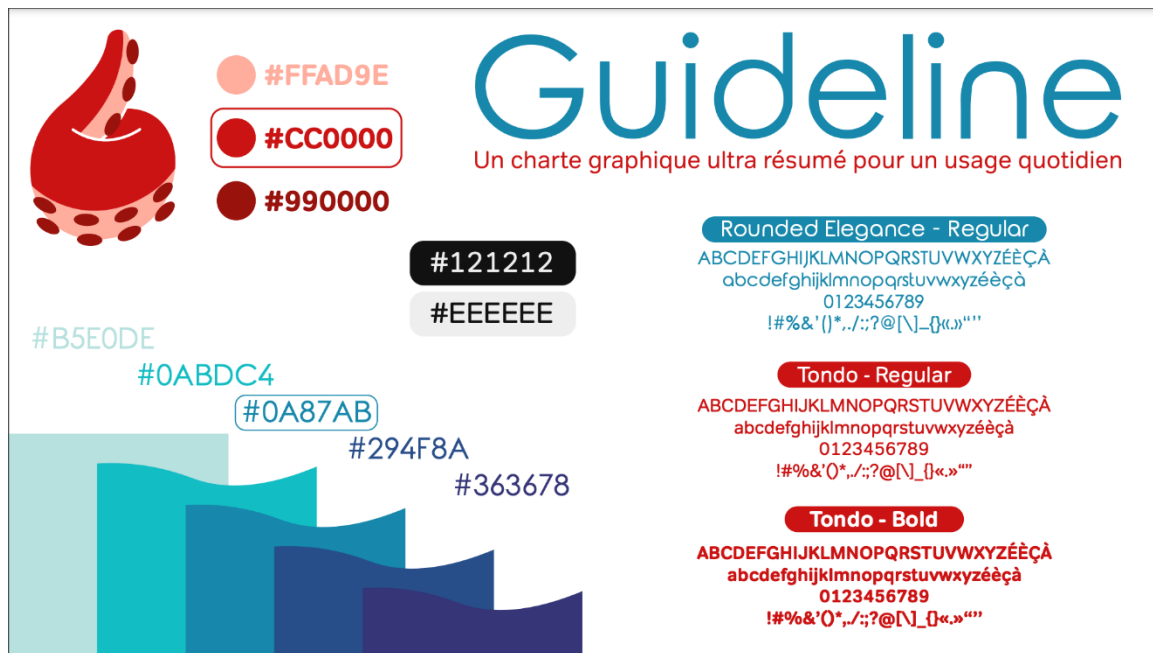 #FFAD9E
#CC0000
#990000
Guideline
Un charte graphique ultra résumé pour un usage quotidien
#121212
#EEEEEE
#B5E0DE
#0ABDC4
#0A87AB
#294F8A
#363678
Rounded Elegance - Regular
ABCDEFGHIJKLMNOPQRSTUVWXYZÉÈÇÀ
abcdefghijklmnopqrstuvwxyzéèçà
0123456789
!#%&'()*,./:;?@[\]_{}«.»“”’
Tondo - Regular
ABCDEFGHIJKLMNOPQRSTUVWXYZÉÈÇÀ
abcdefghijklmnopqrstuvwxyzéèçà
0123456789
!#%&’()*,./:;?@[\]_{}«.»“”
Tondo - Bold
ABCDEFGHIJKLMNOPQRSTUVWXYZÉÈÇÀ
abcdefghijklmnopqrstuvwxyzéèçà
0123456789
!#%&’()*,./:;?@[\]_{}«.»“”